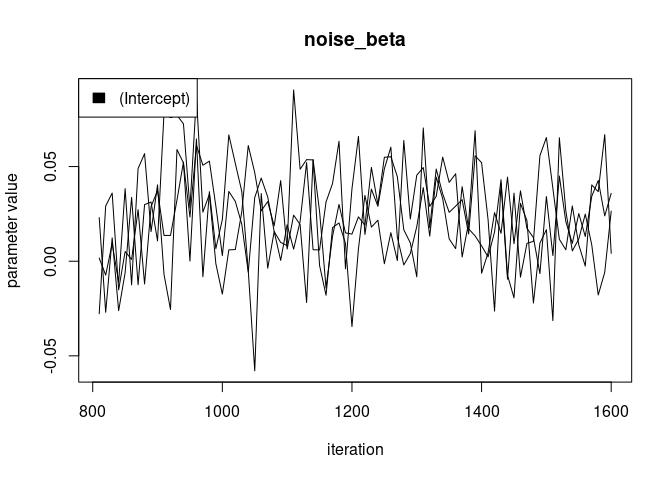 noise_beta
(Intercept)
parameter value
0.05
0.00
-0.05
800 1000 1200 1400 1600
iteration